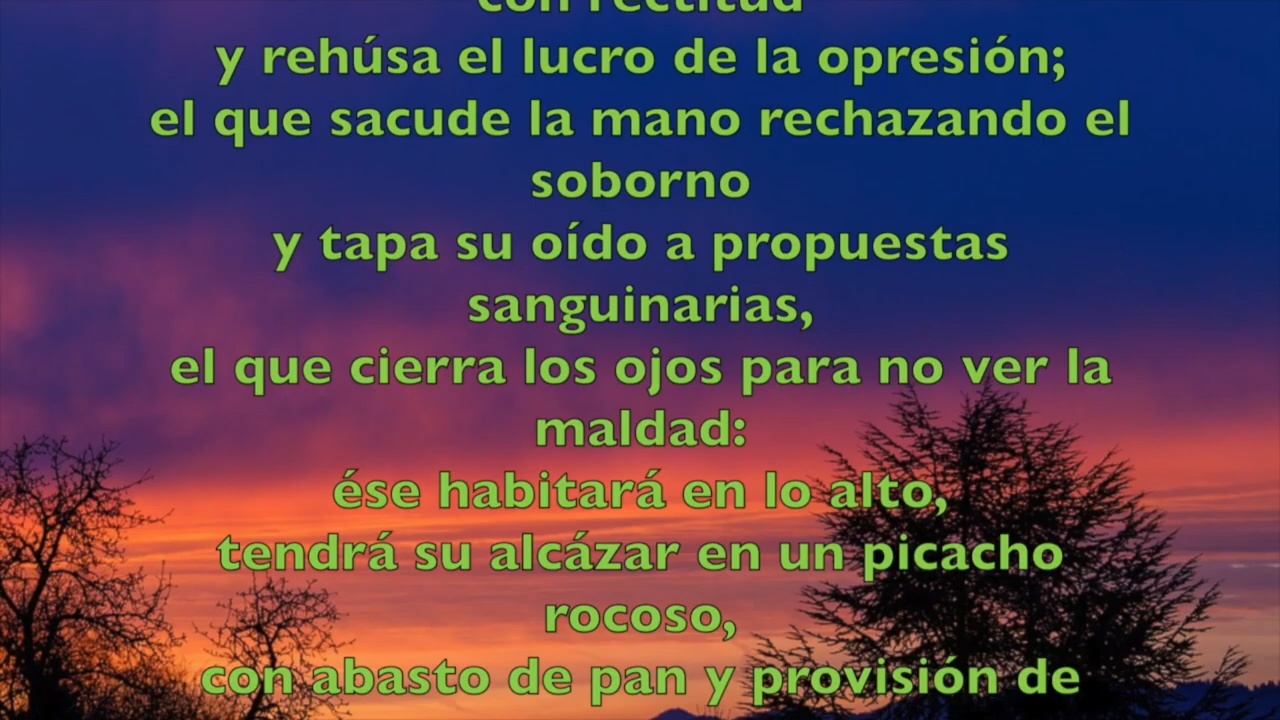 con rectitud
y rehúsa el lucro de la opresión;
el que sacude la mano rechazando el
soborno
y tapa su oído a propuestas
sanguinarias,
el que cierra los ojos para no ver la
maldad:
ése habitará en lo alto,
tendrá su alcázar en un picacho
rocoso,
con abasto de pan y provisión de